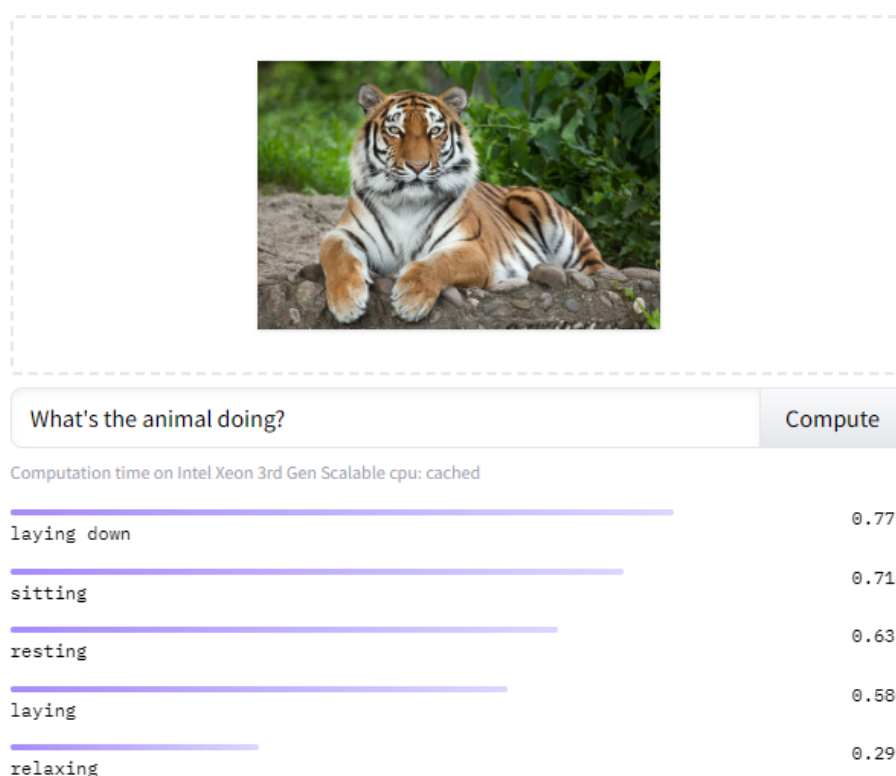 What's the animal doing?
Compute
Computation time on Intel Xeon 3rd Gen Scalable cpu: cached
0.77
laying down
0.71
sitting
0.63
resting
0.58
laying
0.29
relaxing